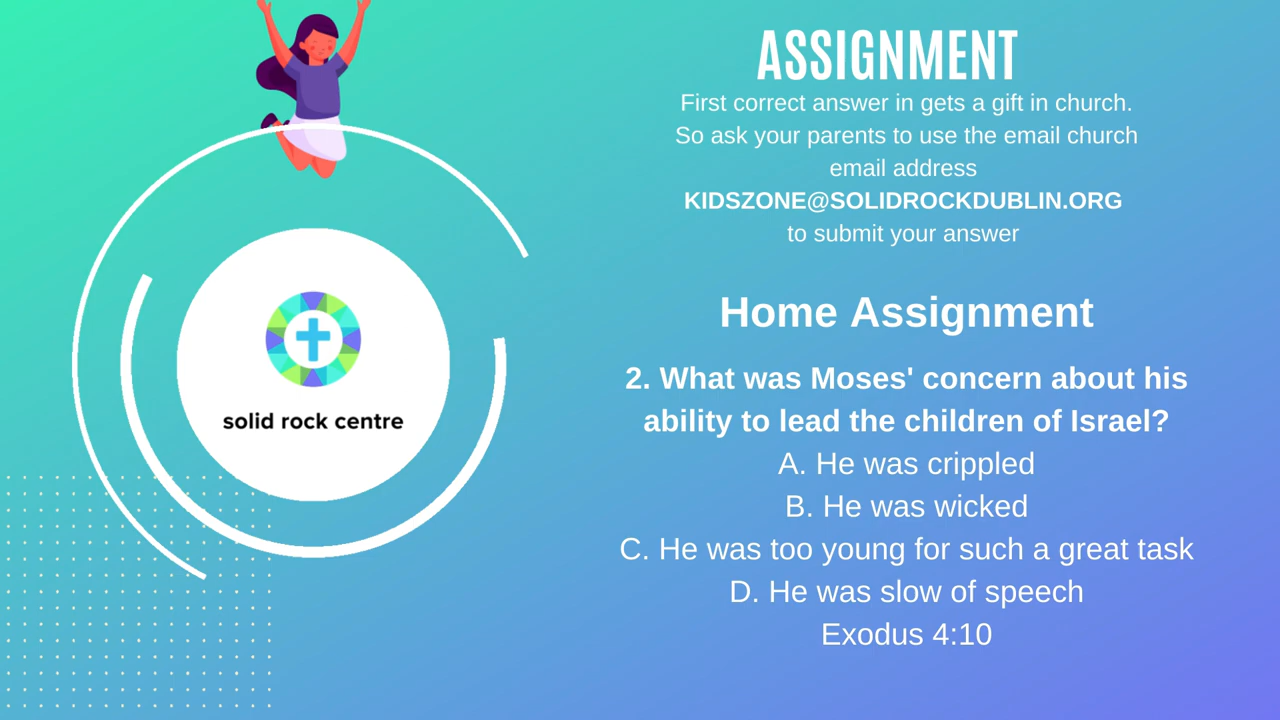 ASSIGNMENT
First correct answer in gets a gift in church.
So ask your parents to use the email church
email address
KIDSZONE@SOLIDROCKDUBLIN.ORG
to submit your answer
solid rock centre
Home Assignment
2. What was Moses' concern about his
ability to lead the children of Israel?
A. He was crippled
B. He was wicked
C. He was too young for such a great task
D. He was slow of speech
Exodus 4:10